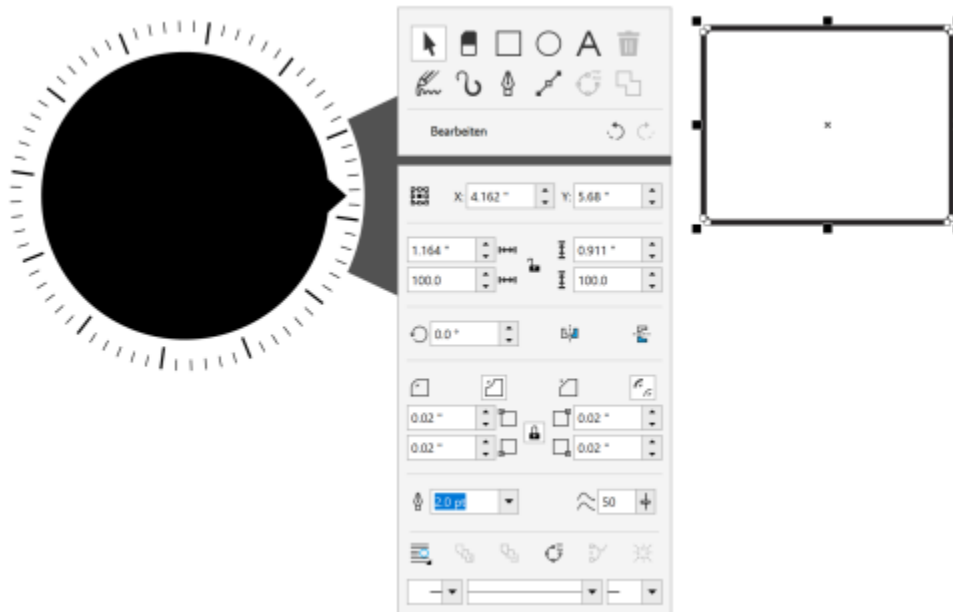 A
Bearbeiten
X: 4.162 " Y: 5.68 "
1.164 " 0.911 "
100.0 100.0
0.0 °
0.02 " 0.02 "
0.02 " 0.02 "
2.0 pt 50